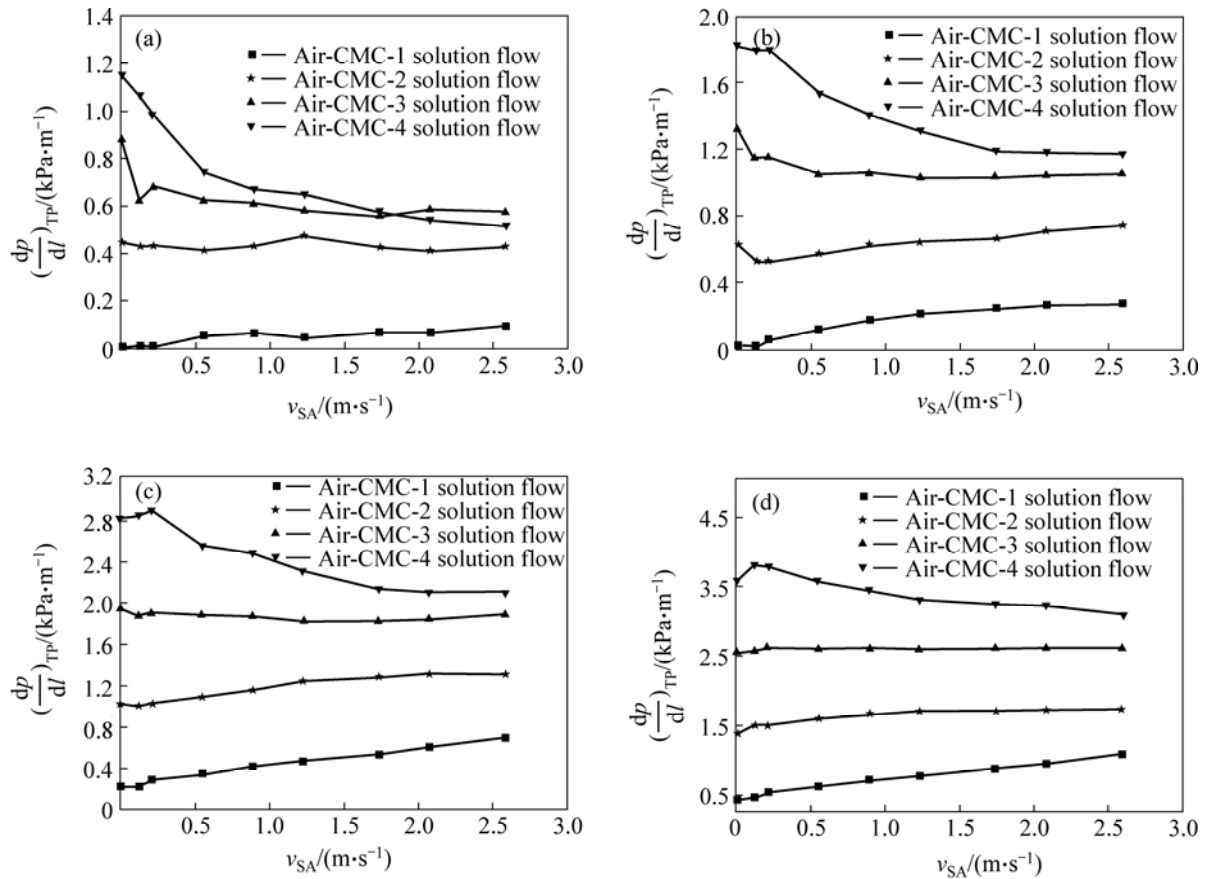 (a)
Air-CMC-1 solution flow
Air-CMC-2 solution flow
Air-CMC-3 solution flow
Air-CMC-4 solution flow
1.4
1.2
1.0
0.8
0.6
0.4
0.2
0
0.5 1.0 1.5 2.0 2.5 3.0
(dp/dl)TP/(kPa·m⁻¹)
vSA/(m·s⁻¹)
(b)
Air-CMC-1 solution flow
Air-CMC-2 solution flow
Air-CMC-3 solution flow
Air-CMC-4 solution flow
2.0
1.6
1.2
0.8
0.4
0
0.5 1.0 1.5 2.0 2.5 3.0
(dp/dl)TP/(kPa·m⁻¹)
vSA/(m·s⁻¹)
(c)
Air-CMC-1 solution flow
Air-CMC-2 solution flow
Air-CMC-3 solution flow
Air-CMC-4 solution flow
3.2
2.8
2.4
2.0
1.6
1.2
0.8
0.4
0
0.5 1.0 1.5 2.0 2.5 3.0
(dp/dl)TP/(kPa·m⁻¹)
vSA/(m·s⁻¹)
(d)
Air-CMC-1 solution flow
Air-CMC-2 solution flow
Air-CMC-3 solution flow
Air-CMC-4 solution flow
4.5
3.5
2.5
1.5
0.5
0 0.5 1.0 1.5 2.0 2.5 3.0
(dp/dl)TP/(kPa·m⁻¹)
vSA/(m·s⁻¹)